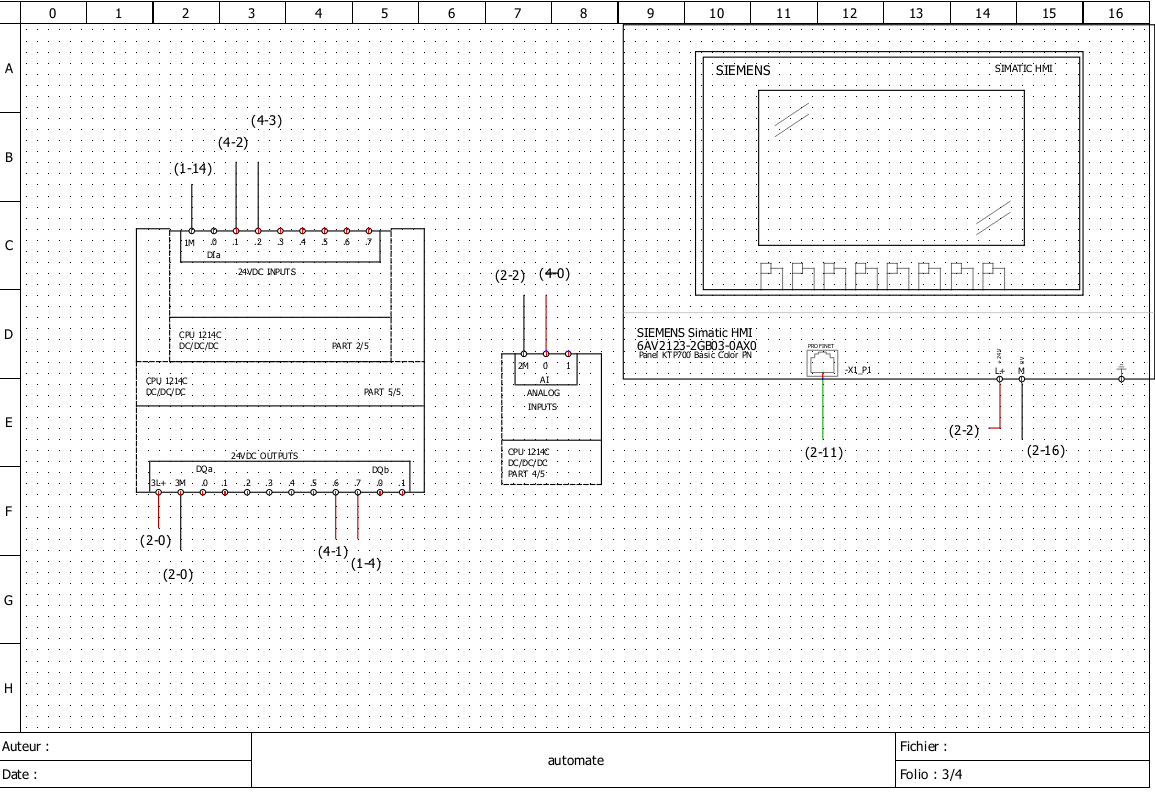 0 1 2 3 4 5 6 7 8 9 10 11 12 13 14 15 16
A
SIEMENS SIMATIC HMI
(4-3)
(4-2)
B
(1-14)
C
1M .0 .1 .2 .3 .4 .5 .6 .7
DIa
24VDC INPUTS
(2-2) (4-0)
D
CPU 1214C
DC/DC/DC PART 2/5
SIEMENS Simatic HMI
6AV2123-2GB03-0AX0
Panel KTP700 Basic Color PN
PROFINET
-X1_P1
+24V 0V
L+ M
2M 0 1
AI
ANALOG
INPUTS
CPU 1214C
DC/DC/DC PART 5/5
E
(2-2)
(2-11) (2-16)
24VDC OUTPUTS
DQa DQb
3L+ 3M .0 .1 .2 .3 .4 .5 .6 .7 .0 .1
CPU 1214C
DC/DC/DC
PART 4/5
F
(2-0) (4-1) (1-4)
(2-0)
G
H
Auteur :
Date :
automate
Fichier :
Folio : 3/4